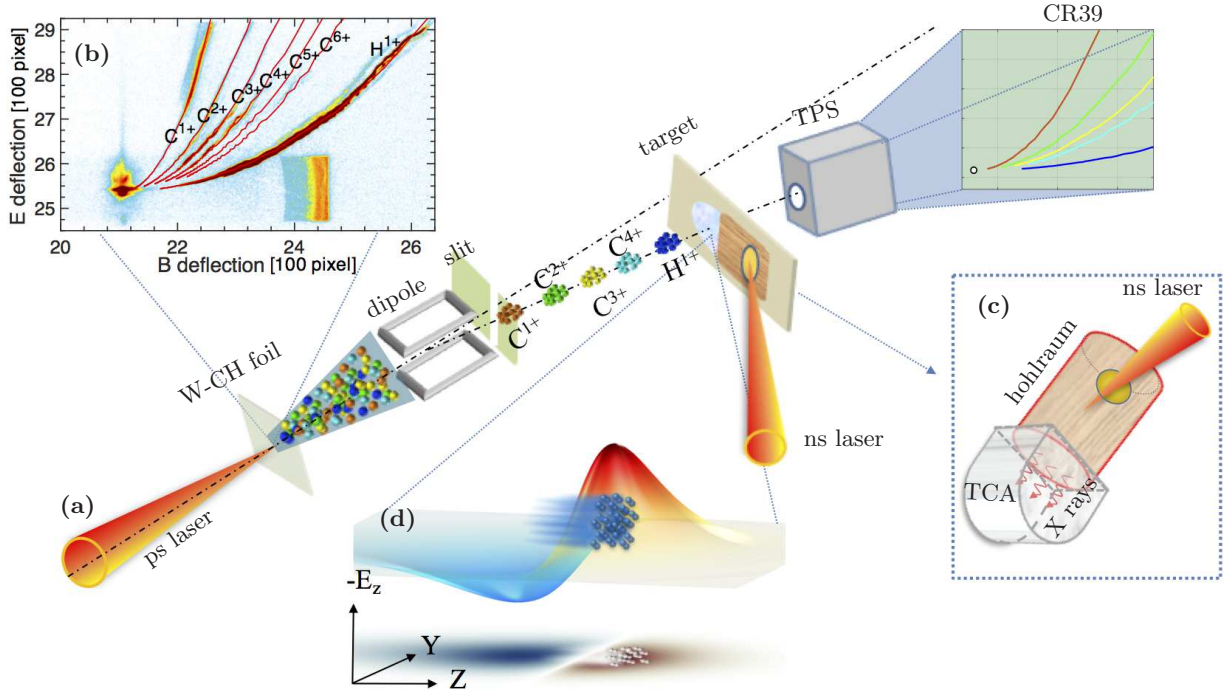 (b)
E deflection [100 pixel]
29
28
27
26
25
20
22
24
26
B deflection [100 pixel]
C¹⁺
C²⁺
C³⁺
C⁴⁺
C⁵⁺
C⁶⁺
H¹⁺
CR39
TPS
target
slit
dipole
W-CH foil
C¹⁺
C²⁺
C³⁺
C⁴⁺
H¹⁺
(a)
ps laser
ns laser
(c)
ns laser
hohlraum
TCA
X rays
(d)
-E_z
Y
Z